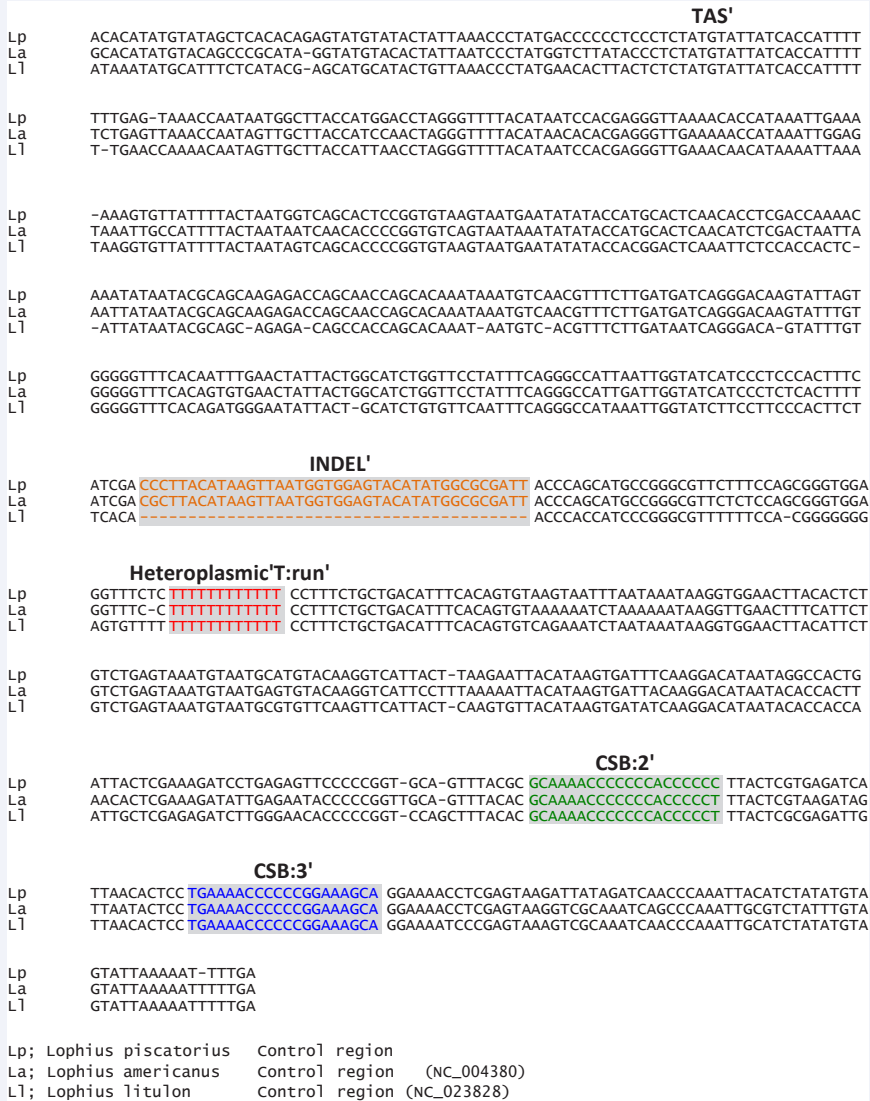 TAS'
Lp ACACATATGTATAGCTCACACAGAGTATGTATACTATTAAACCCTATGACCCCCCTCCCTCTATGTATTATCACCATTTT
La GCACATATGTACAGCCCGCATA-GGTATGTACACTATTAATCCCTATGGTCTTATACCCTCTATGTATTATCACCATTTT
Ll ATAAATATGCATTTCTCATACG-AGCATGCATACTGTTAAACCCTATGAACACTTACTCTCTATGTATTATCACCATTTT
Lp TTTGAG-TAAACCAATAATGGCTTACCATGGACCTAGGGTTTTACATAATCCACGAGGGTTAAAACACCATAAATTGAAA
La TCTGAGTTAAACCAATAGTTGCTTACCATCCAACTAGGGTTTTACATAACACACGAGGGTTGAAAAACCATAAATTGGAG
Ll T-TGAACCAAAACAATAGTTGCTTACCATTAACCTAGGGTTTTACATAATCCACGAGGGTTGAAACAACATAAAATTAAA
Lp -AAAGTGTTATTTTACTAATGGTCAGCACTCCGGTGTAAGTAATGAATATATACCATGCACTCAACACCTCGACCAAAAC
La TAAATTGCCATTTTACTAATAATCAACACCCCGGTGTCAGTAATAAATATATACCATGCACTCAACATCTCGACTAATTA
Ll TAAGGTGTTATTTTACTAATAGTCAGCACCCCGGTGTAAGTAATGAATATATACCACGGACTCAAATTCTCCACCACTC-
Lp AAATATAATACGCAGCAAGAGACCAGCAACCAGCACAAATAAATGTCAACGTTTCTTGATGATCAGGGACAAGTATTAGT
La AATTATAATACGCAGCAAGAGACCAGCAACCAGCACAAATAAATGTCAACGTTTCTTGATGATCAGGGACAAGTATTTGT
Ll -ATTATAATACGCAGC-AGAGA-CAGCCACCAGCACAAAT-AATGTC-ACGTTTCTTGATAATCAGGGACA-GTATTTGT
Lp GGGGGTTTCACAATTTGAACTATTACTGGCATCTGGTTCCTATTTCAGGGCCATTAATTGGTATCATCCCTCCCACTTTC
La GGGGGTTTCACAGTGTGAACTATTACTGGCATCTGGTTCCTATTTCAGGGCCATTGATTGGTATCATCCCTCTCACTTTT
Ll GGGGGTTTCACAGATGGGAATATTACT-GCATCTGTGTTCAATTTCAGGGCCATAAATTGGTATCTTCCTTCCCACTTCT
INDEL'
Lp ATCGA CCCTTACATAAGTTAATGGTGGAGTACATATGGCGCGATT ACCCAGCATGCCGGGCGTTCTTTCCAGCGGGTGGA
La ATCGA CGCTTACATAAGTTAATGGTGGAGTACATATGGCGCGATT ACCCAGCATGCCGGGCGTTCTCTCCAGCGGGTGGA
Ll TCACA ---------------------------------------- ACCCACCATCCCGGGCGTTTTTTCCA-CGGGGGGG
Heteroplasmic'T:run'
Lp GGTTTCTC TTTTTTTTTTTT CCTTTCTGCTGACATTTCACAGTGTAAGTAATTTAATAAATAAGGTGGAACTTACACTCT
La GGTTTC-C TTTTTTTTTTTT CCTTTCTGCTGACATTTCACAGTGTAAAAAATCTAAAAAATAAGGTTGAACTTTCATTCT
Ll AGTGTTTT TTTTTTTTTTTT CCTTTCTGCTGACATTTCACAGTGTCAGAAATCTAATAAATAAGGTGGAACTTACATTCT
Lp GTCTGAGTAAATGTAATGCATGTACAAGGTCATTACT-TAAGAATTACATAAGTGATTTCAAGGACATAATAGGCCACTG
La GTCTGAGTAAATGTAATGAGTGTACAAGGTCATTCCTTTAAAAATTACATAAGTGATTACAAGGACATAATACACCACTT
Ll GTCTGAGTAAATGTAATGCGTGTTCAAGTTCATTACT-CAAGTGTTACATAAGTGATATCAAGGACATAATACACCACCA
CSB:2'
Lp ATTACTCGAAAGATCCTGAGAGTTCCCCCGGT-GCA-GTTTACGC GCAAAACCCCCCCACCCCCC TTACTCGTGAGATCA
La AACACTCGAAAGATATTGAGAATACCCCCGGTTGCA-GTTTACAC GCAAAACCCCCCCACCCCCT TTACTCGTAAGATAG
Ll ATTGCTCGAGAGATCTTGGGAACACCCCCGGT-CCAGCTTTACAC GCAAAACCCCCCCACCCCCT TTACTCGCGAGATTG
CSB:3'
Lp TTAACACTCC TGAAAACCCCCCGGAAAGCA GGAAAACCTCGAGTAAGATTATAGATCAACCCAAATTACATCTATATGTA
La TTAATACTCC TGAAAACCCCCCGGAAAGCA GGAAAACCTCGAGTAAGGTCGCAAATCAGCCCAAATTGCGTCTATTTGTA
Ll TTAACACTCC TGAAAACCCCCCGGAAAGCA GGAAAATCCCGAGTAAAGTCGCAAATCAACCCAAATTGCATCTATATGTA
Lp GTATTAAAAAT-TTTGA
La GTATTAAAAATTTTTGA
Ll GTATTAAAAATTTTTGA
Lp; Lophius piscatorius Control region
La; Lophius americanus Control region (NC_004380)
Ll; Lophius litulon Control region (NC_023828)